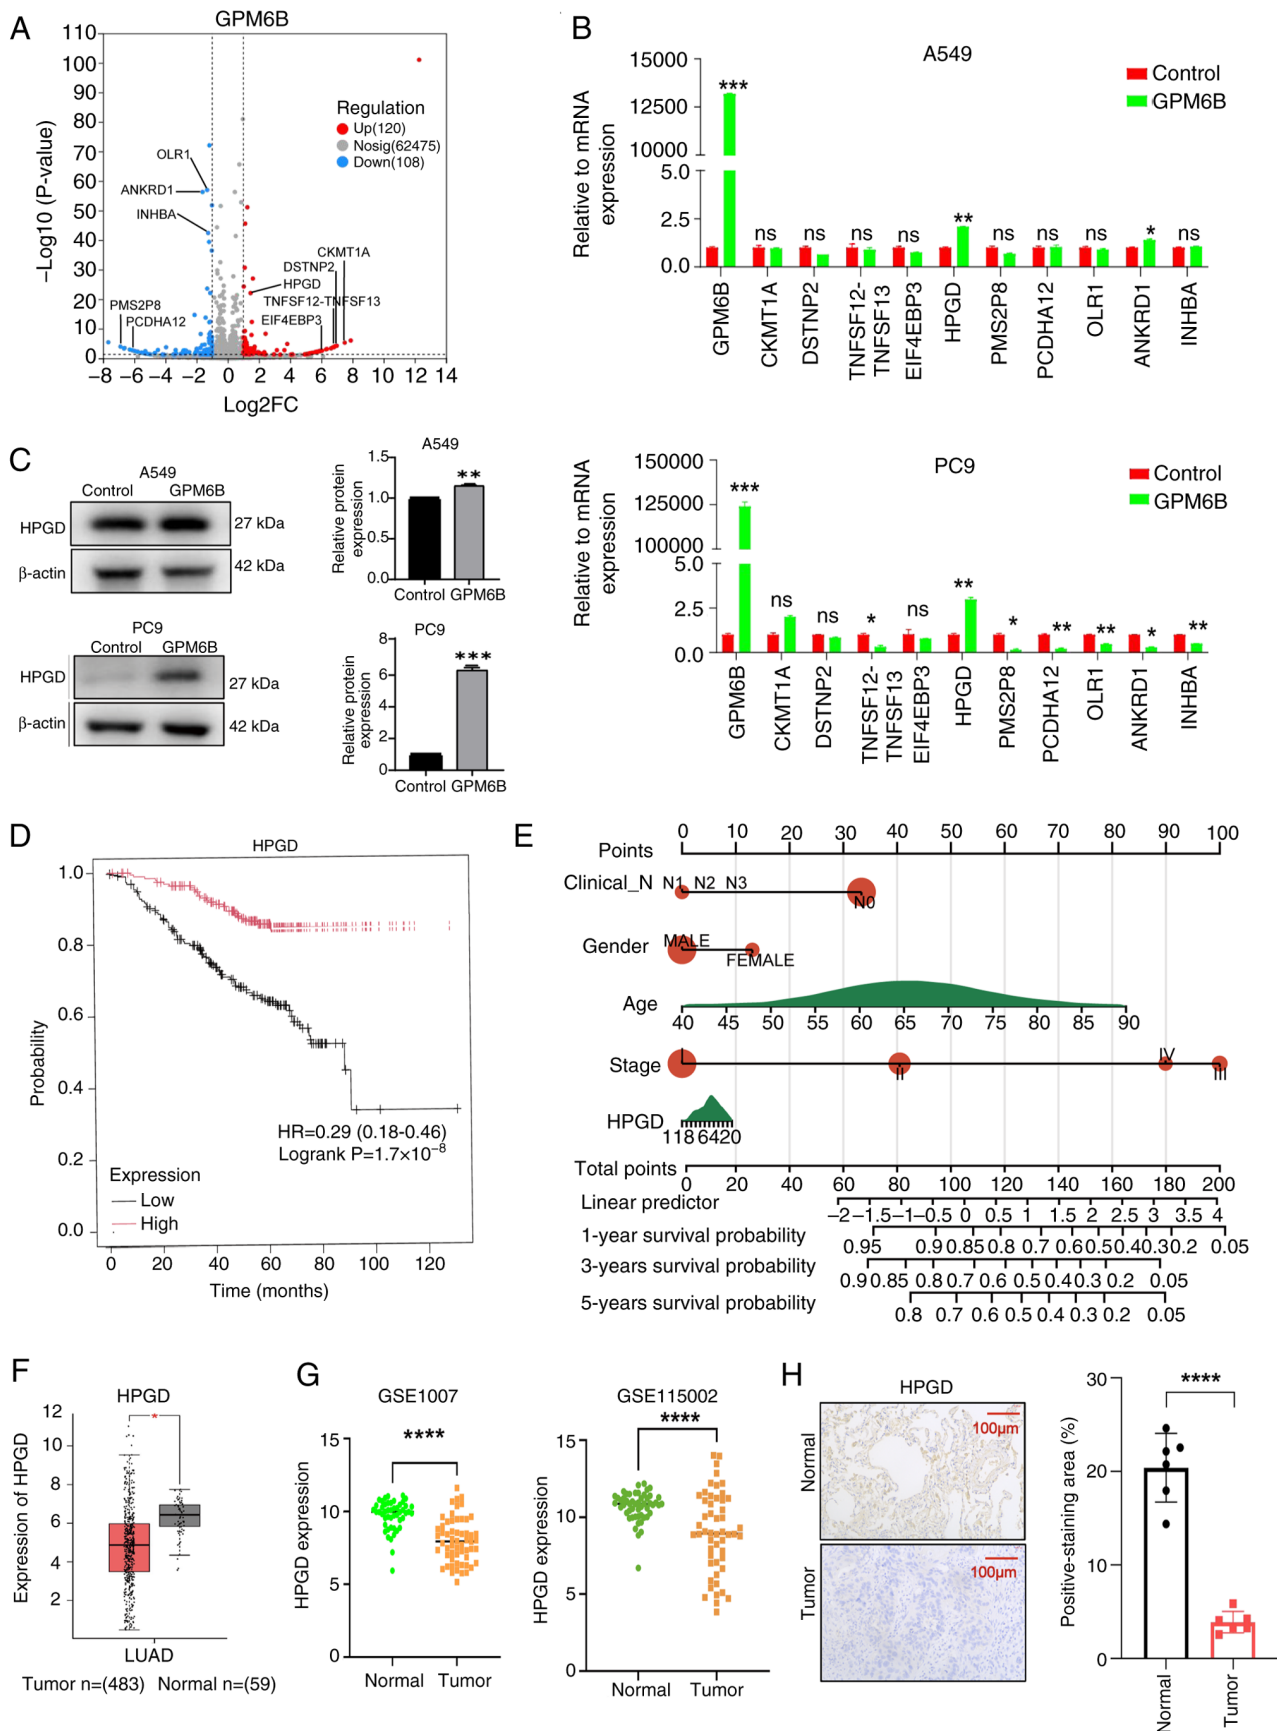 A
GPM6B
110
100
90
80
70
60
50
40
30
20
10
0
−Log10 (P-value)
Regulation
Up(120)
Nosig(62475)
Down(108)
OLR1
ANKRD1
INHBA
CKMT1A
DSTNP2
HPGD
TNFSF12-TNFSF13
EIF4EBP3
PMS2P8
PCDHA12
−8 −6 −4 −2 0 2 4 6 8 10 12 14
Log2FC
B
A549
Control
GPM6B
Relative to mRNA
expression
15000
12500
10000
5.0
2.5
0.0
*** ns ns ns ns ** ns ns ns * ns
GPM6B
CKMT1A
DSTNP2
TNFSF12-
TNFSF13
EIF4EBP3
HPGD
PMS2P8
PCDHA12
OLR1
ANKRD1
INHBA
PC9
Control
GPM6B
Relative to mRNA
expression
150000
125000
100000
5.0
2.5
0.0
*** ns ns * ns ** * ** ** * **
GPM6B
CKMT1A
DSTNP2
TNFSF12-
TNFSF13
EIF4EBP3
HPGD
PMS2P8
PCDHA12
OLR1
ANKRD1
INHBA
C
A549
Control GPM6B
HPGD 27 kDa
β-actin 42 kDa
PC9
Control GPM6B
HPGD 27 kDa
β-actin 42 kDa
A549
Relative protein
expression
1.5
1.0
0.5
0.0
**
Control GPM6B
PC9
Relative protein
expression
8
6
4
2
0
***
Control GPM6B
D
HPGD
Probability
1.0
0.8
0.6
0.4
0.2
0.0
HR=0.29 (0.18-0.46)
Logrank P=1.7×10⁻⁸
Expression
Low
High
0 20 40 60 80 100 120
Time (months)
E
0 10 20 30 40 50 60 70 80 90 100
Points
Clinical_N N1 N2 N3 N0
Gender MALE FEMALE
Age
40 45 50 55 60 65 70 75 80 85 90
Stage I II IV III
HPGD
118 6420
Total points
0 20 40 60 80 100 120 140 160 180 200
Linear predictor
−2 −1.5 −1 −0.5 0 0.5 1 1.5 2 2.5 3 3.5 4
1-year survival probability
0.95 0.9 0.85 0.8 0.7 0.6 0.5 0.4 0.3 0.2 0.05
3-years survival probability
0.9 0.85 0.8 0.7 0.6 0.5 0.4 0.3 0.2 0.05
5-years survival probability
0.8 0.7 0.6 0.5 0.4 0.3 0.2 0.05
F
HPGD
Expression of HPGD
12
10
8
6
4
2
*
LUAD
Tumor n=(483) Normal n=(59)
G
GSE1007
HPGD expression
15
10
5
0
****
Normal Tumor
GSE115002
HPGD expression
15
10
5
0
****
Normal Tumor
H
HPGD
Normal
100μm
Tumor
100μm
Positive-staining area (%)
30
20
10
0
****
Normal
Tumor